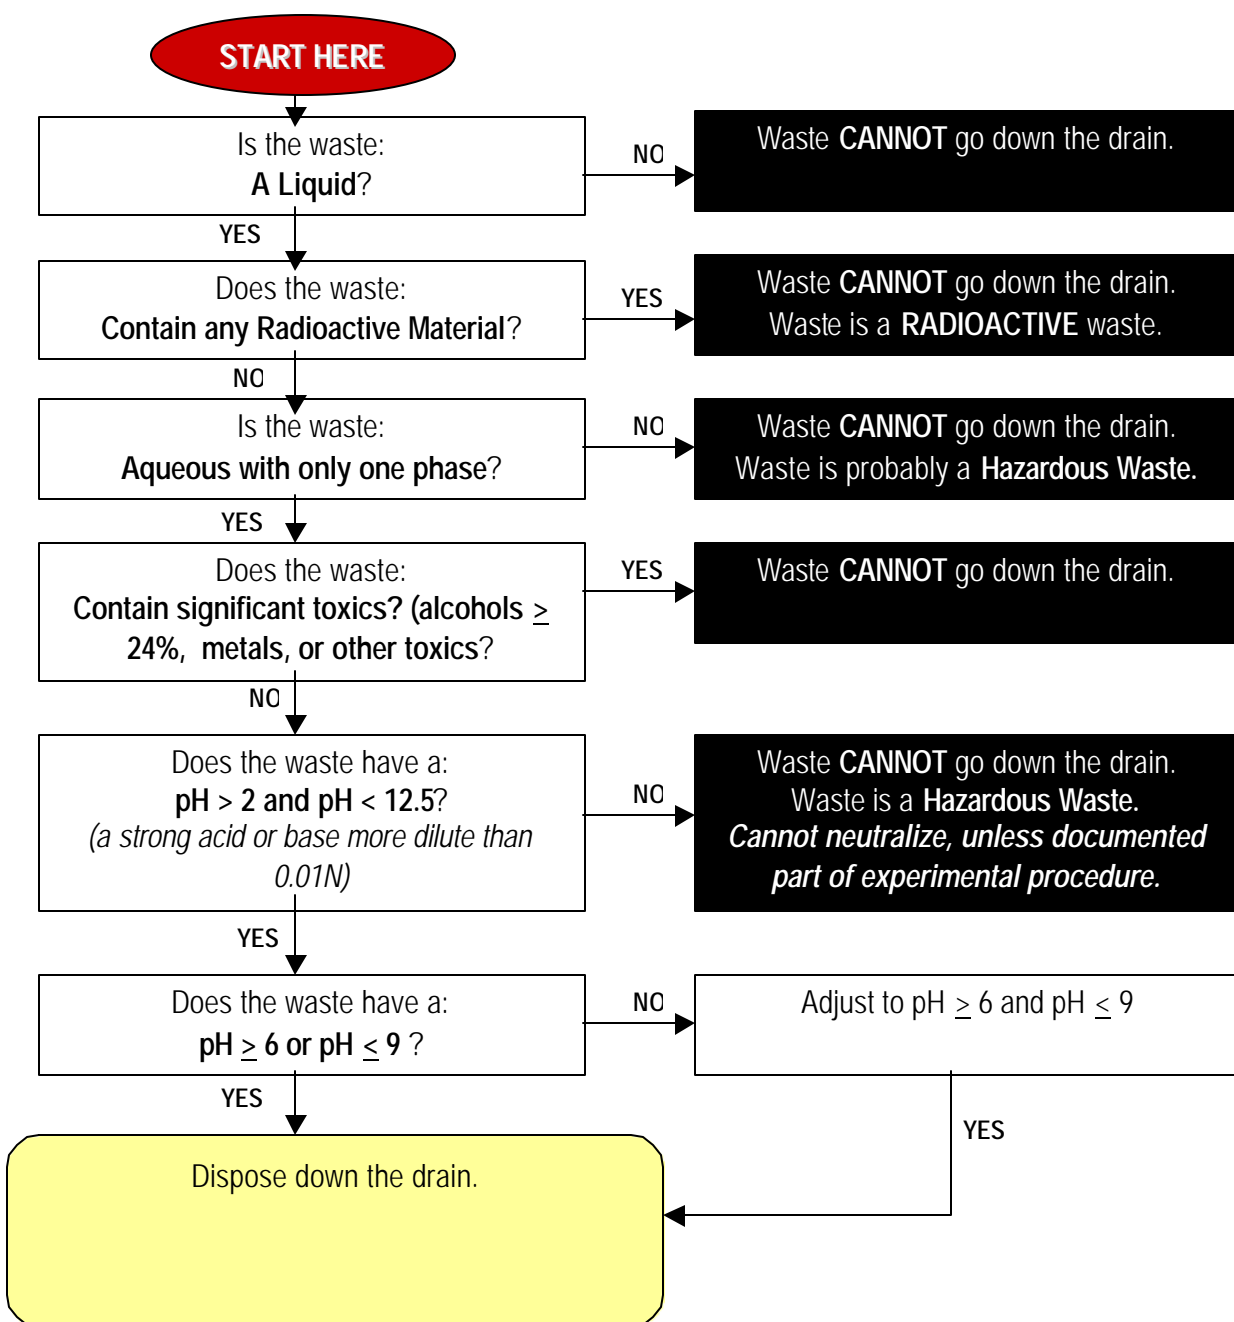 START HERE
Is the waste:
A Liquid?
NO
Waste CANNOT go down the drain.
YES
Does the waste:
Contain any Radioactive Material?
YES
Waste CANNOT go down the drain.
Waste is a RADIOACTIVE waste.
NO
Is the waste:
Aqueous with only one phase?
NO
Waste CANNOT go down the drain.
Waste is probably a Hazardous Waste.
YES
Does the waste:
Contain significant toxics? (alcohols ≥
24%, metals, or other toxics?
YES
Waste CANNOT go down the drain.
NO
Does the waste have a:
pH > 2 and pH < 12.5?
(a strong acid or base more dilute than
0.01N)
NO
Waste CANNOT go down the drain.
Waste is a Hazardous Waste.
Cannot neutralize, unless documented
part of experimental procedure.
YES
Does the waste have a:
pH ≥ 6 or pH ≤ 9 ?
NO
Adjust to pH ≥ 6 and pH ≤ 9
YES
YES
Dispose down the drain.